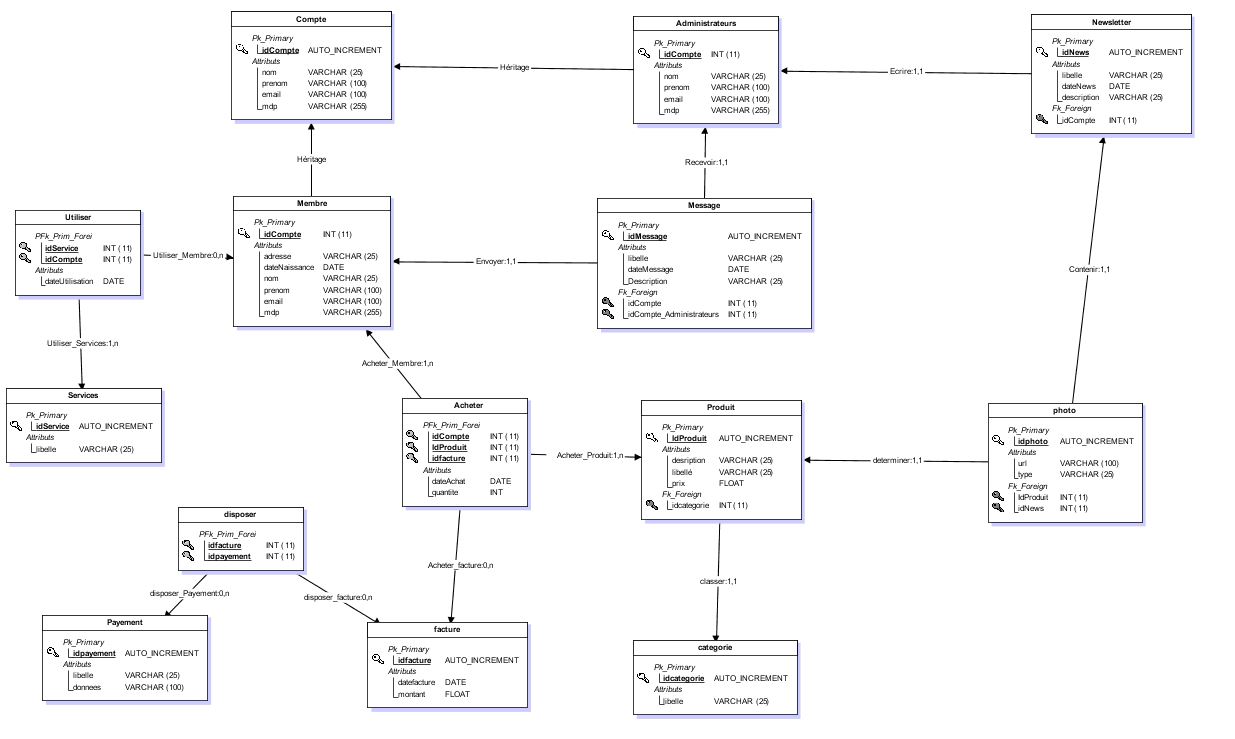 Compte
Pk_Primary
idCompte AUTO_INCREMENT
Attributs
nom VARCHAR (25)
prenom VARCHAR (100)
email VARCHAR (100)
mdp VARCHAR (255)
Héritage
Administrateurs
Pk_Primary
idCompte INT (11)
Attributs
nom VARCHAR (25)
prenom VARCHAR (100)
email VARCHAR (100)
mdp VARCHAR (255)
Ecrire:1,1
Newsletter
Pk_Primary
idNews AUTO_INCREMENT
Attributs
libelle VARCHAR (25)
dateNews DATE
description VARCHAR (25)
Fk_Foreign
idCompte INT (11)
Héritage
Recevoir:1,1
Utiliser
PFk_Prim_Forei
idService INT (11)
idCompte INT (11)
Attributs
dateUtilisation DATE
Utiliser_Membre:0,n
Membre
Pk_Primary
idCompte INT (11)
Attributs
adresse VARCHAR (25)
dateNaissance DATE
nom VARCHAR (25)
prenom VARCHAR (100)
email VARCHAR (100)
mdp VARCHAR (255)
Envoyer:1,1
Message
Pk_Primary
idMessage AUTO_INCREMENT
Attributs
libelle VARCHAR (25)
dateMessage DATE
Description VARCHAR (25)
Fk_Foreign
idCompte INT (11)
idCompte_Administrateurs INT (11)
Contenir:1,1
Utiliser_Services:1,n
Acheter_Membre:1,n
Services
Pk_Primary
idService AUTO_INCREMENT
Attributs
libelle VARCHAR (25)
Acheter
PFk_Prim_Forei
idCompte INT (11)
IdProduit INT (11)
idfacture INT (11)
Attributs
dateAchat DATE
quantite INT
Acheter_Produit:1,n
Produit
Pk_Primary
IdProduit AUTO_INCREMENT
Attributs
desription VARCHAR (25)
libellé VARCHAR (25)
prix FLOAT
Fk_Foreign
idcategorie INT (11)
determiner:1,1
photo
Pk_Primary
idphoto AUTO_INCREMENT
Attributs
url VARCHAR (100)
type VARCHAR (25)
Fk_Foreign
IdProduit INT (11)
idNews INT (11)
disposer
PFk_Prim_Forei
idfacture INT (11)
idpayement INT (11)
Acheter_facture:0,n
classer:1,1
disposer_Payement:0,n
disposer_facture:0,n
Payement
Pk_Primary
idpayement AUTO_INCREMENT
Attributs
libelle VARCHAR (25)
donnees VARCHAR (100)
facture
Pk_Primary
idfacture AUTO_INCREMENT
Attributs
datefacture DATE
montant FLOAT
categorie
Pk_Primary
idcategorie AUTO_INCREMENT
Attributs
libelle VARCHAR (25)